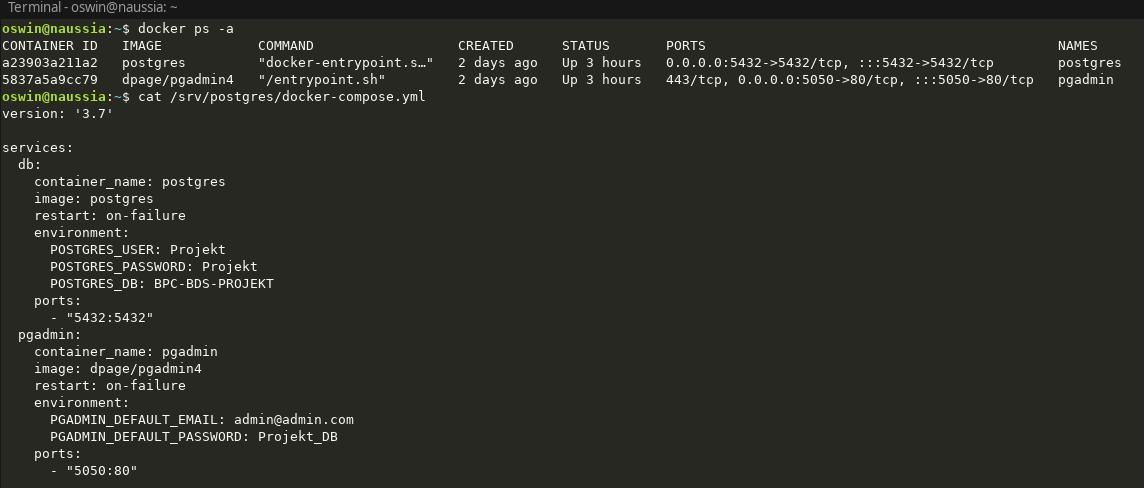 Terminal - oswin@naussia: ~
oswin@naussia:~$ docker ps -a
CONTAINER ID   IMAGE            COMMAND                  CREATED      STATUS       PORTS                                            NAMES
a23903a211a2   postgres         "docker-entrypoint.s…"   2 days ago   Up 3 hours   0.0.0.0:5432->5432/tcp, :::5432->5432/tcp        postgres
5837a5a9cc79   dpage/pgadmin4   "/entrypoint.sh"         2 days ago   Up 3 hours   443/tcp, 0.0.0.0:5050->80/tcp, :::5050->80/tcp   pgadmin
oswin@naussia:~$ cat /srv/postgres/docker-compose.yml
version: '3.7'

services:
  db:
    container_name: postgres
    image: postgres
    restart: on-failure
    environment:
      POSTGRES_USER: Projekt
      POSTGRES_PASSWORD: Projekt
      POSTGRES_DB: BPC-BDS-PROJEKT
    ports:
      - "5432:5432"
  pgadmin:
    container_name: pgadmin
    image: dpage/pgadmin4
    restart: on-failure
    environment:
      PGADMIN_DEFAULT_EMAIL: admin@admin.com
      PGADMIN_DEFAULT_PASSWORD: Projekt_DB
    ports:
      - "5050:80"